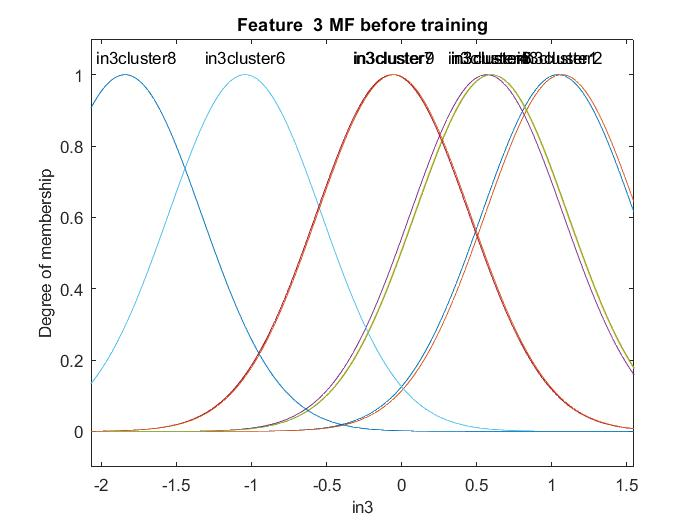 Feature 3 MF before training
in3cluster8 in3cluster6
1
0.8
0.6
0.4
0.2
0
Degree of membership
-2 -1.5 -1 -0.5 0 0.5 1 1.5
in3